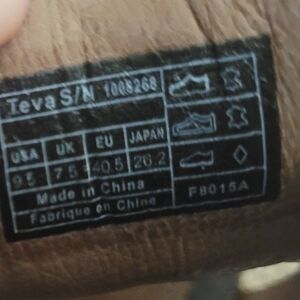 Teva S/N 1008268
USA UK EU JAPAN
9.5 7.5 40.5 26.2
Made in China
Fabrique en Chine
F8015A